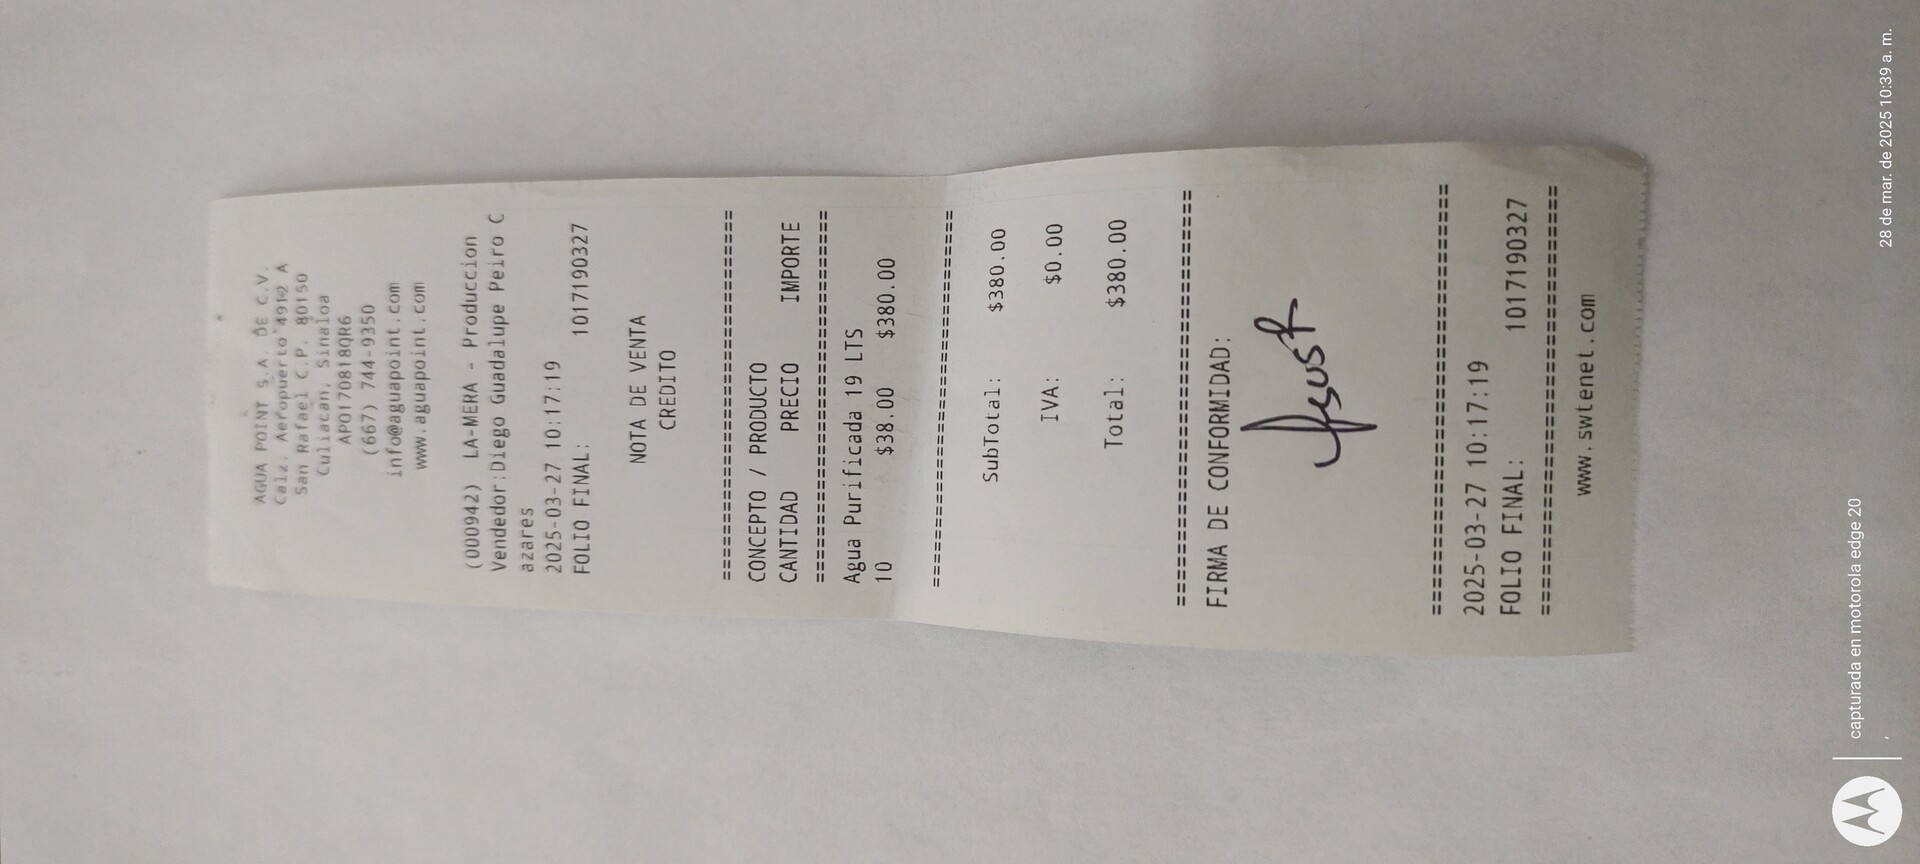 AGUA POINT S.A. DE C.V.
Calz. Aeropuerto 4912 A
San Rafael C.P. 80150
Culiacan, Sinaloa
APO170818QR6
(667) 744-9350
info@aguapoint.com
www.aguapoint.com
(000942) LA-MERA - Produccion
Vendedor:Diego Guadalupe Peiro C
azares
2025-03-27 10:17:19
FOLIO FINAL: 1017190327
NOTA DE VENTA
CREDITO
================================
CONCEPTO / PRODUCTO
CANTIDAD PRECIO IMPORTE
================================
Agua Purificada 19 LTS
10 $38.00 $380.00
================================
SubTotal: $380.00
IVA: $0.00
Total: $380.00
================================
FIRMA DE CONFORMIDAD:
================================
2025-03-27 10:17:19
FOLIO FINAL: 1017190327
================================
www.swtenet.com
capturada en motorola edge 20
28 de mar. de 2025 10:39 a. m.